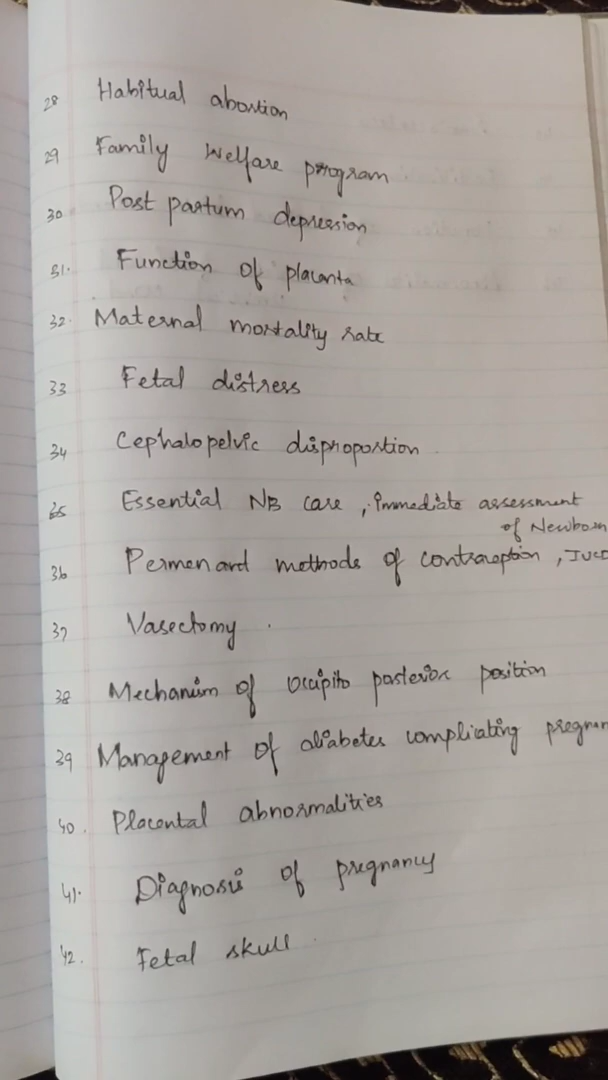 28 Habitual abortion
29 Family Welfare program
30 Post partum depression
31. Function of placenta
32. Maternal mortality rate
33 Fetal distress
34 Cephalopelvic disproportion
35 Essential NB care, immediate assessment
of Newborn
36 Permenant methods of contraception, IUCD
37 Vasectomy.
38 Mechanism of Occipito posterior position
39 Management of diabetes compliating pregnan
40. Placental abnormalities
41. Diagnosis of pregnancy
42. Fetal skull.